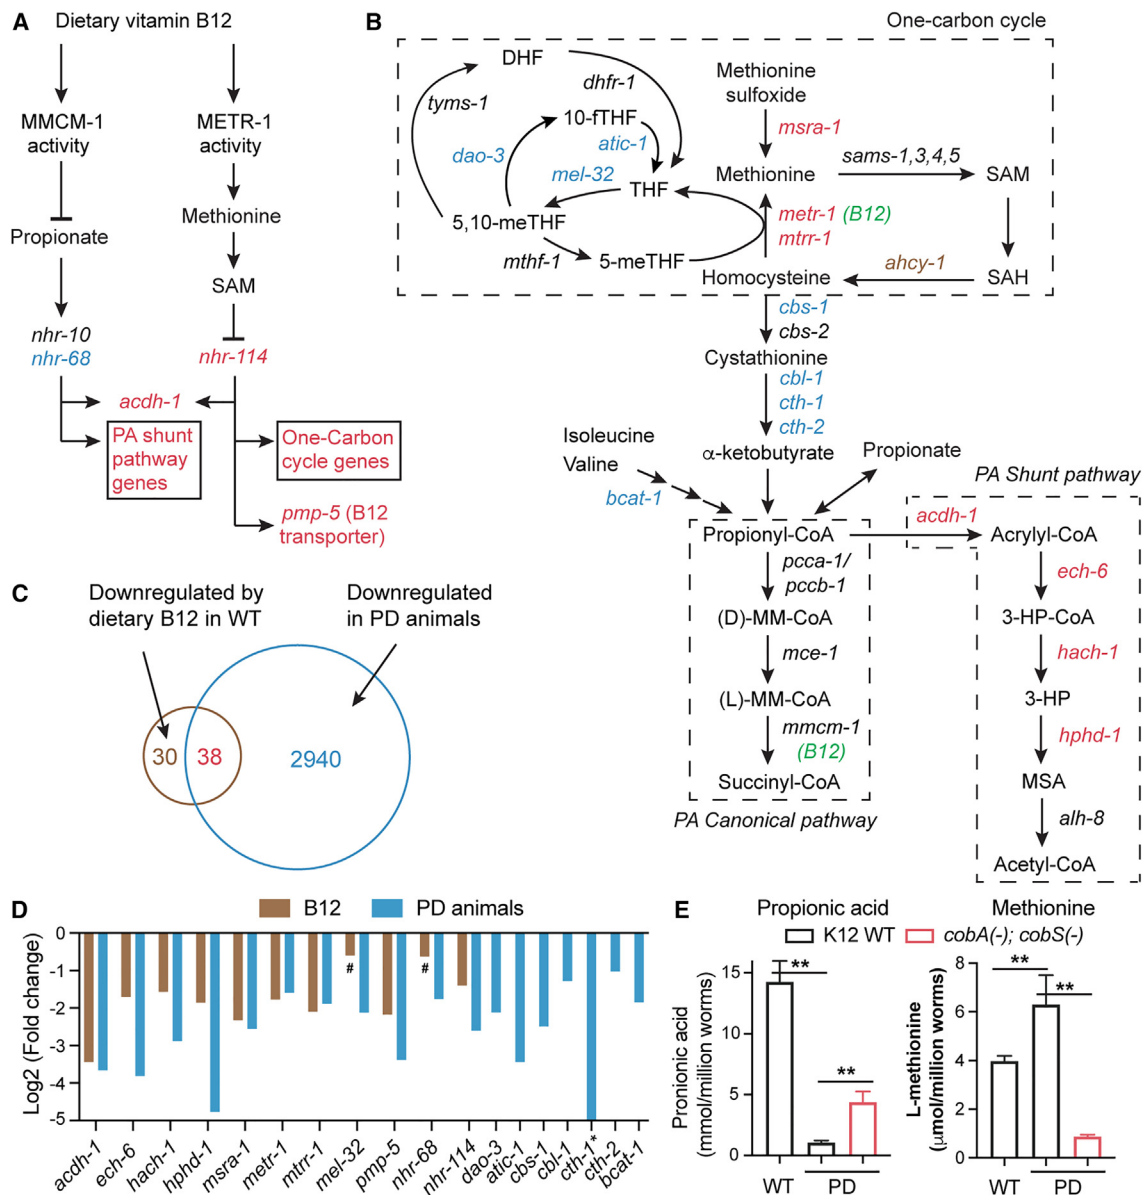 A
Dietary vitamin B12
MMCM-1
activity
METR-1
activity
Methionine
Propionate
SAM
nhr-10
nhr-68
nhr-114
acdh-1
PA shunt
pathway
genes
One-Carbon
cycle genes
pmp-5 (B12
transporter)
B
One-carbon cycle
DHF
dhfr-1
tyms-1
10-fTHF
dao-3
atic-1
mel-32
THF
5,10-meTHF
mthf-1
5-meTHF
Methionine
sulfoxide
msra-1
Methionine
sams-1,3,4,5
SAM
metr-1 (B12)
mtrr-1
Homocysteine
ahcy-1
SAH
cbs-1
cbs-2
Cystathionine
cbl-1
cth-1
cth-2
Isoleucine
Valine
bcat-1
α-ketobutyrate
Propionate
PA Shunt pathway
Propionyl-CoA
acdh-1
Acrylyl-CoA
pcca-1/
pccb-1
ech-6
(D)-MM-CoA
3-HP-CoA
mce-1
hach-1
(L)-MM-CoA
3-HP
mmcm-1
(B12)
hphd-1
Succinyl-CoA
MSA
PA Canonical pathway
alh-8
Acetyl-CoA
C
Downregulated by
dietary B12 in WT
Downregulated
in PD animals
30
38
2940
D
B12
PD animals
Log2 (Fold change)
0
-1
-2
-3
-4
-5
#
#
acdh-1
ech-6
hach-1
hphd-1
msra-1
metr-1
mtrr-1
mel-32
pmp-5
nhr-68
nhr-114
dao-3
atic-1
cbs-1
cbl-1
cth-1*
cth-2
bcat-1
E
Propionic acid
Methionine
K12 WT
cobA(-); cobS(-)
Pronionic acid
(mmol/million worms)
15
10
5
0
**
**
WT
PD
L-methionine
(μmol/million worms)
8
6
4
2
0
**
**
WT
PD